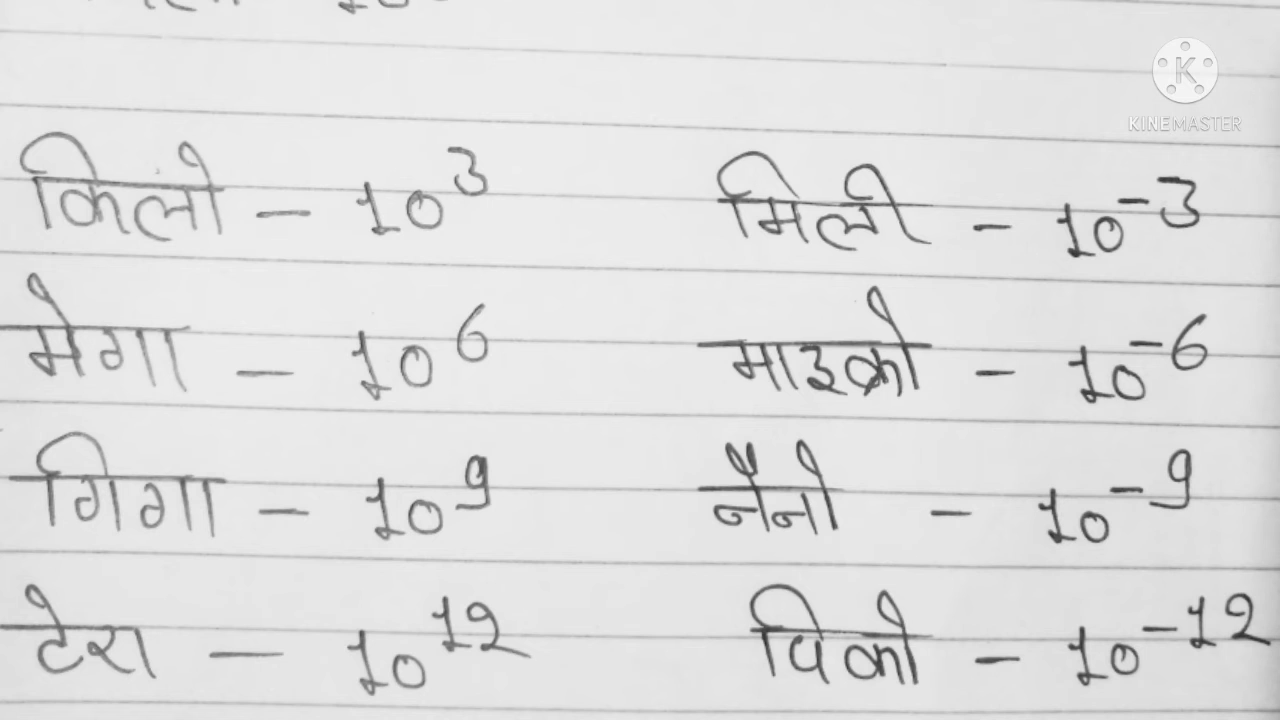 किलो - 10³ मिली - 10⁻³
मेगा - 10⁶ माइक्रो - 10⁻⁶
गिगा - 10⁹ नैनो - 10⁻⁹
टेरा - 10¹² पिको - 10⁻¹²
KINEMASTER